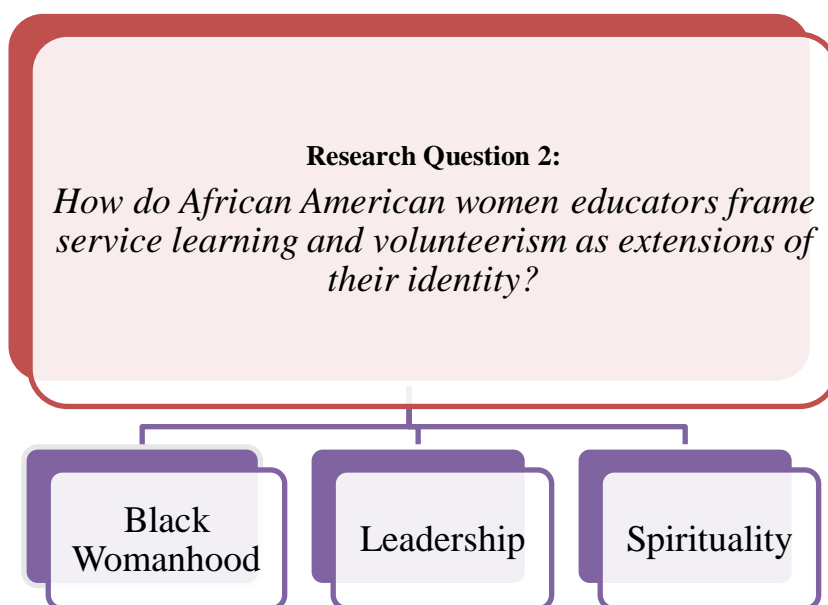 Research Question 2:
How do African American women educators frame
service learning and volunteerism as extensions of
their identity?
Black
Womanhood
Leadership
Spirituality